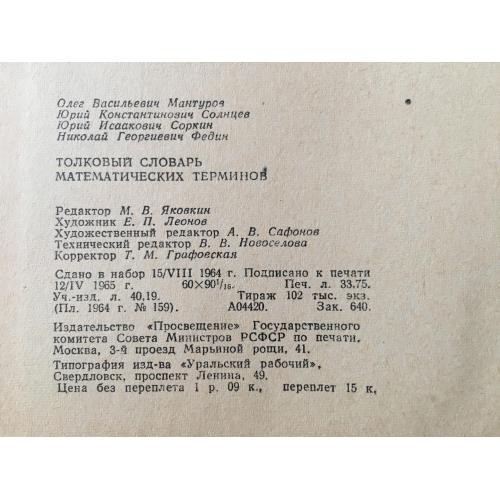 Олег Васильевич Мантуров
Юрий Константинович Солнцев
Юрий Исаакович Соркин
Николай Георгиевич Федин
ТОЛКОВЫЙ СЛОВАРЬ
МАТЕМАТИЧЕСКИХ ТЕРМИНОВ
Редактор М. В. Яковкин
Художник Е. П. Леонов
Художественный редактор А. В. Сафонов
Технический редактор В. В. Новоселова
Корректор Т. М. Графовская
Сдано в набор 15/VIII 1964 г. Подписано к печати
12/IV 1965 г. 60×90¹/₁₆. Печ. л. 33.75.
Уч.-изд. л. 40,19. Тираж 102 тыс. экз.
(Пл. 1964 г. № 159). А04420. Зак. 640.
Издательство «Просвещение» Государственного
комитета Совета Министров РСФСР по печати.
Москва, 3-й проезд Марьиной рощи, 41.
Типография изд-ва «Уральский рабочий»,
Свердловск, проспект Ленина, 49.
Цена без переплета 1 р. 09 к., переплет 15 к.